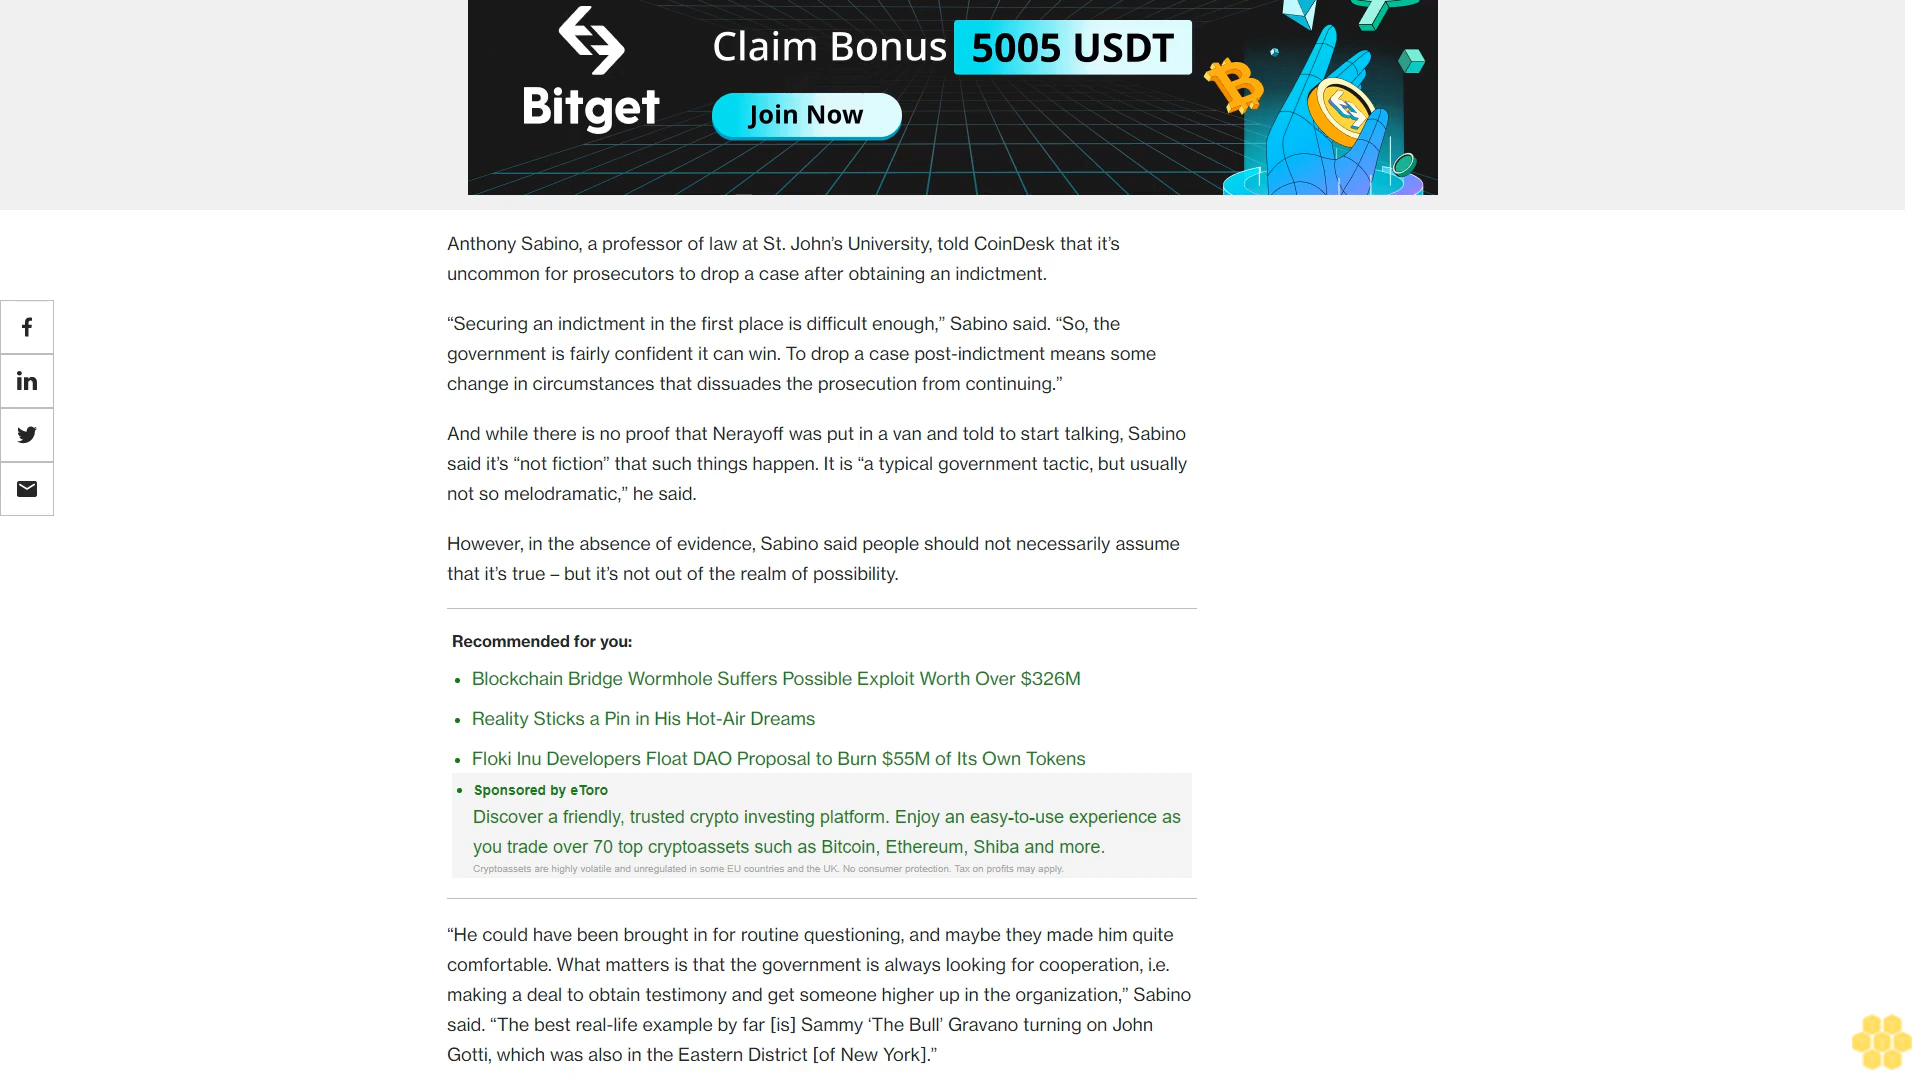 Claim Bonus 5005 USDT
Bitget
Join Now
Anthony Sabino, a professor of law at St. John’s University, told CoinDesk that it’s
uncommon for prosecutors to drop a case after obtaining an indictment.
“Securing an indictment in the first place is difficult enough,” Sabino said. “So, the
government is fairly confident it can win. To drop a case post-indictment means some
change in circumstances that dissuades the prosecution from continuing.”
And while there is no proof that Nerayoff was put in a van and told to start talking, Sabino
said it’s “not fiction” that such things happen. It is “a typical government tactic, but usually
not so melodramatic,” he said.
However, in the absence of evidence, Sabino said people should not necessarily assume
that it’s true – but it’s not out of the realm of possibility.
Recommended for you:
• Blockchain Bridge Wormhole Suffers Possible Exploit Worth Over $326M
• Reality Sticks a Pin in His Hot-Air Dreams
• Floki Inu Developers Float DAO Proposal to Burn $55M of Its Own Tokens
• Sponsored by eToro
Discover a friendly, trusted crypto investing platform. Enjoy an easy-to-use experience as
you trade over 70 top cryptoassets such as Bitcoin, Ethereum, Shiba and more.
Cryptoassets are highly volatile and unregulated in some EU countries and the UK. No consumer protection. Tax on profits may apply.
“He could have been brought in for routine questioning, and maybe they made him quite
comfortable. What matters is that the government is always looking for cooperation, i.e.
making a deal to obtain testimony and get someone higher up in the organization,” Sabino
said. “The best real-life example by far [is] Sammy ‘The Bull’ Gravano turning on John
Gotti, which was also in the Eastern District [of New York].”